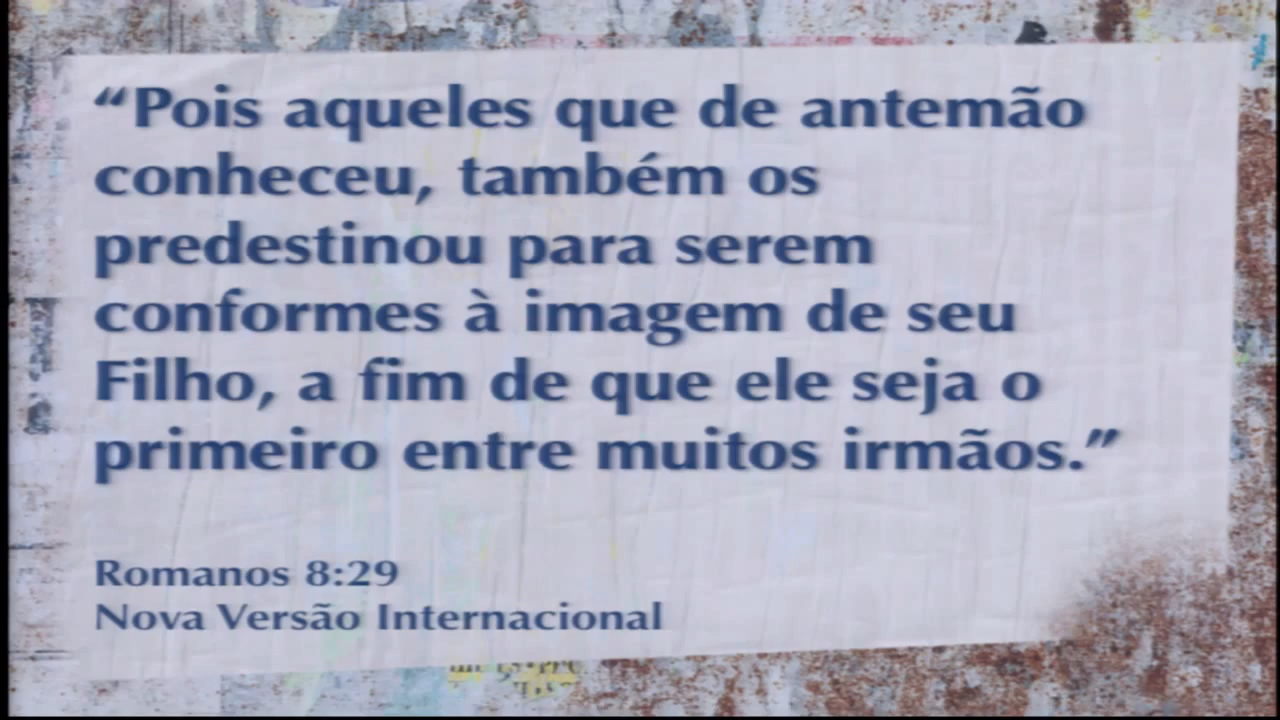 “Pois aqueles que de antemão
conheceu, também os
predestinou para serem
conformes à imagem de seu
Filho, a fim de que ele seja o
primeiro entre muitos irmãos.”
Romanos 8:29
Nova Versão Internacional